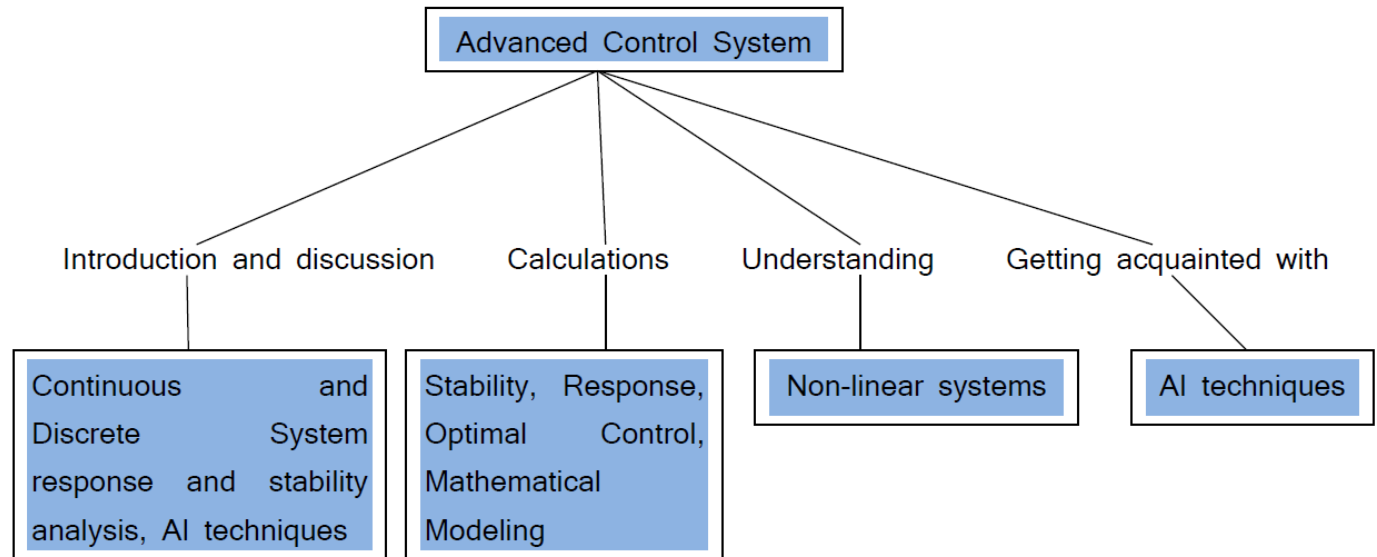 Advanced Control System
Introduction and discussion
Calculations
Understanding
Getting acquainted with
Continuous and
Discrete System
response and stability
analysis, AI techniques
Stability, Response,
Optimal Control,
Mathematical
Modeling
Non-linear systems
AI techniques